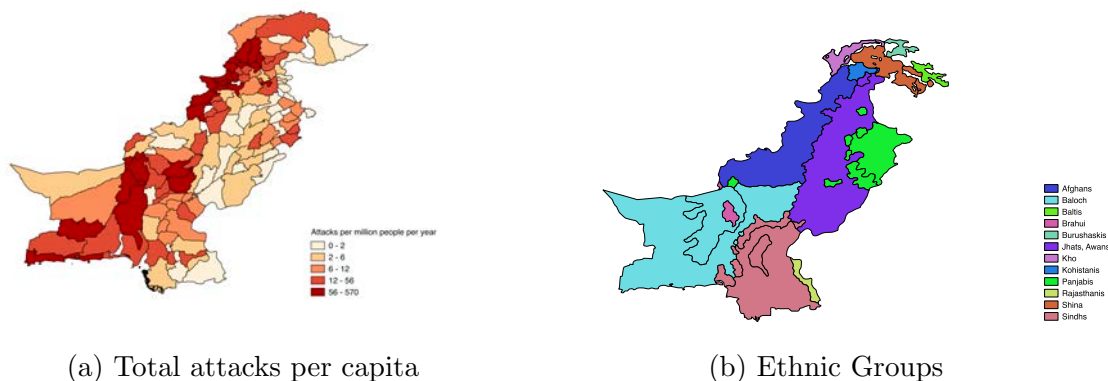 Attacks per million people per year
0 - 2
2 - 6
6 - 12
12 - 56
56 - 570
Afghans
Baloch
Baltis
Brahui
Burushaskis
Jhats, Awans
Kho
Kohistanis
Panjabis
Rajasthanis
Shina
Sindhs
(a) Total attacks per capita
(b) Ethnic Groups